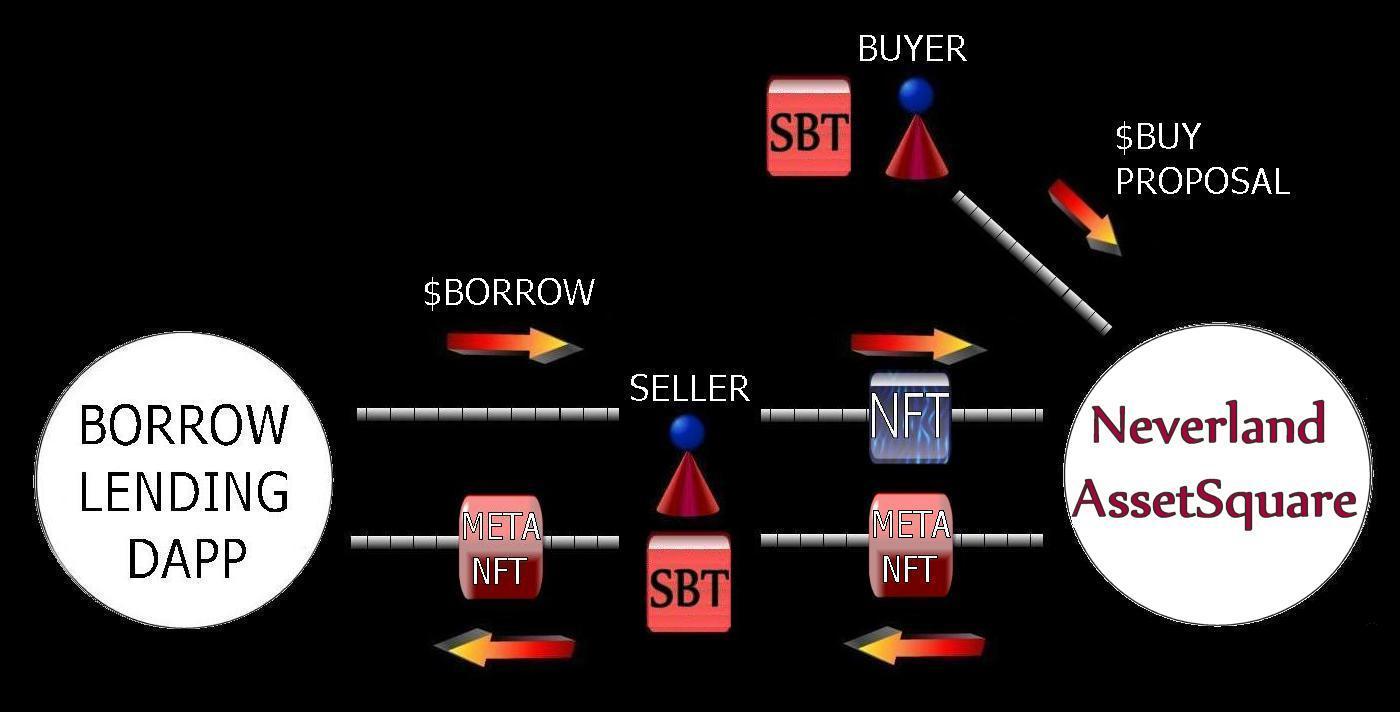 BUYER
SBT
$BUY
PROPOSAL
$BORROW
SELLER
NFT
BORROW
LENDING
DAPP
Neverland
AssetSquare
META
NFT
META
NFT
SBT